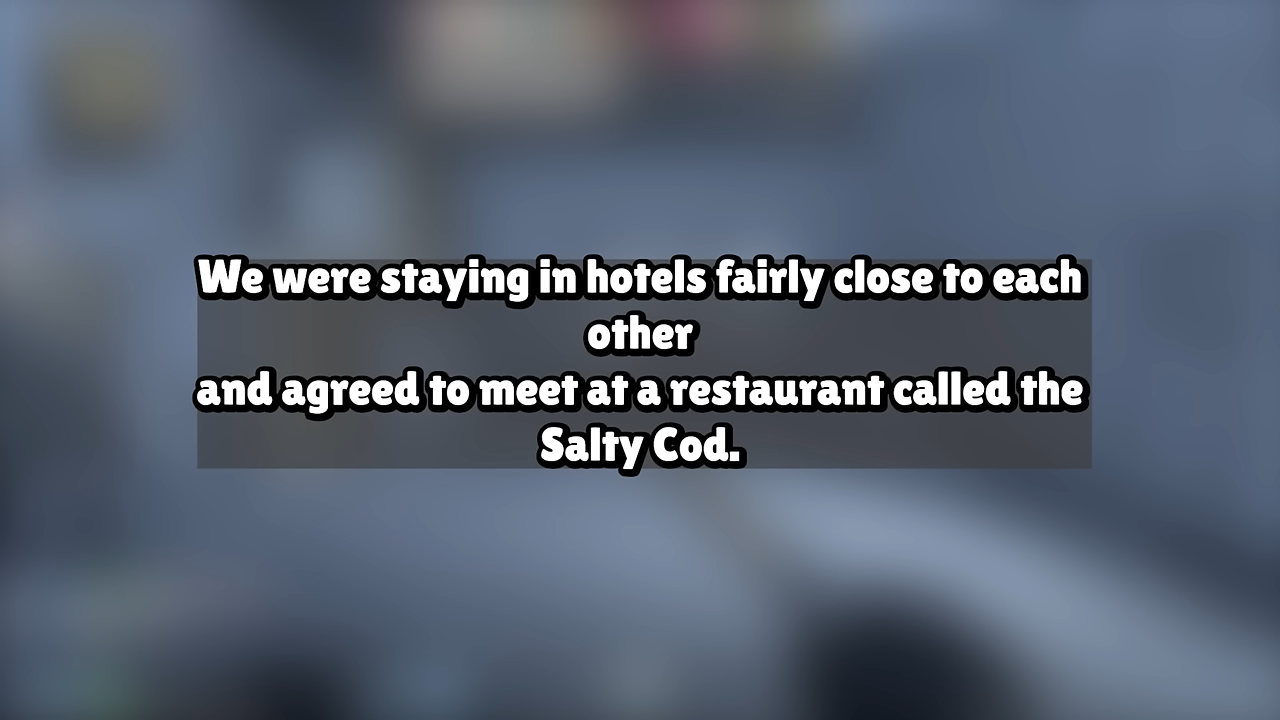 We were staying in hotels fairly close to each
other
and agreed to meet at a restaurant called the
Salty Cod.